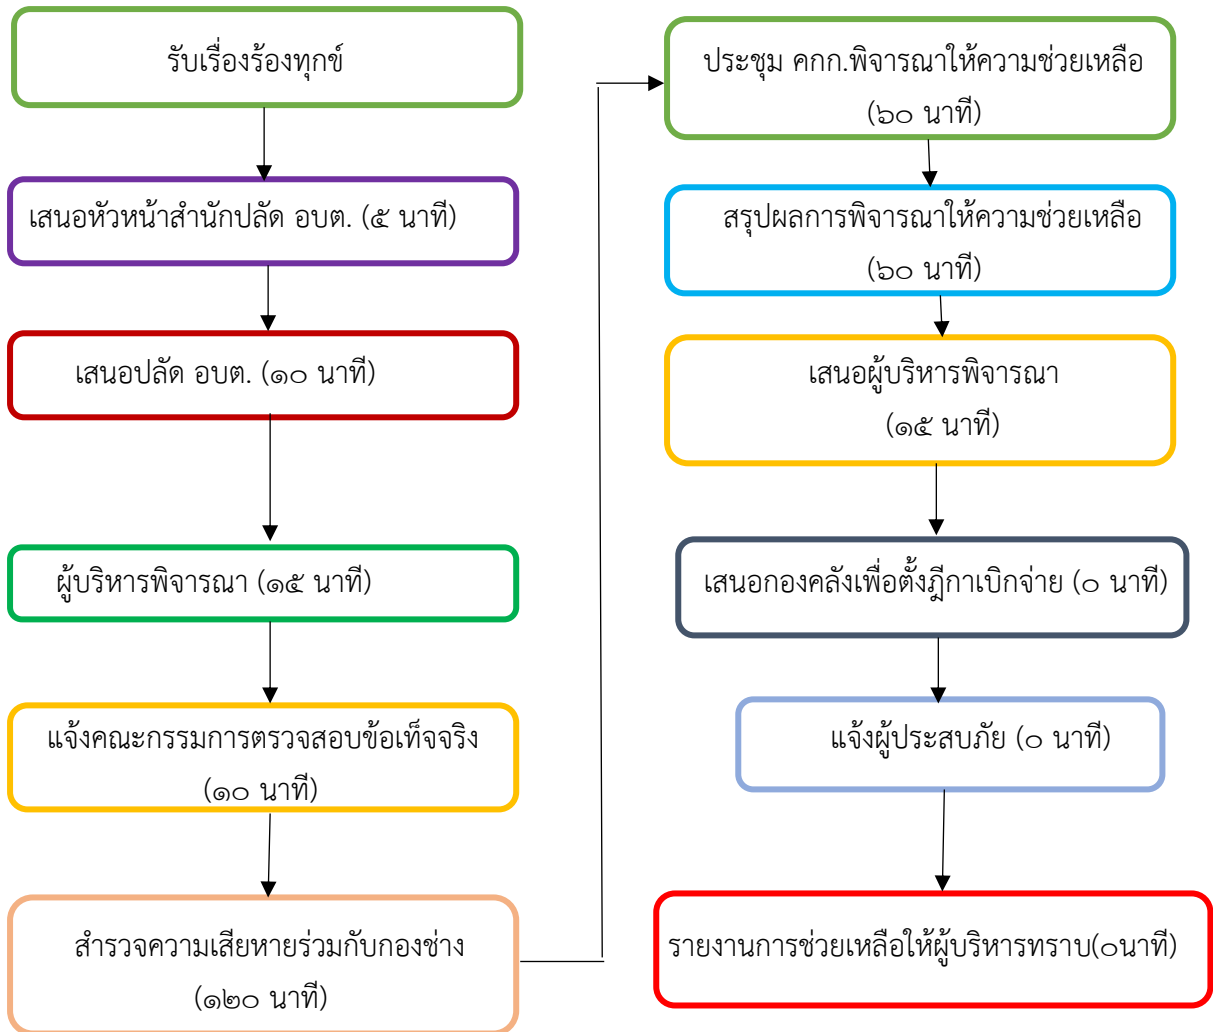 รับเรื่องร้องทุกข์
เสนอหัวหน้าสำนักปลัด อบต. (๕ นาที)
เสนอปลัด อบต. (๑๐ นาที)
ผู้บริหารพิจารณา (๑๕ นาที)
แจ้งคณะกรรมการตรวจสอบข้อเท็จจริง
(๑๐ นาที)
สำรวจความเสียหายร่วมกับกองช่าง
(๑๒๐ นาที)
ประชุม คกก.พิจารณาให้ความช่วยเหลือ
(๖๐ นาที)
สรุปผลการพิจารณาให้ความช่วยเหลือ
(๖๐ นาที)
เสนอผู้บริหารพิจารณา
(๑๕ นาที)
เสนอกองคลังเพื่อตั้งฎีกาเบิกจ่าย (๐ นาที)
แจ้งผู้ประสบภัย (๐ นาที)
รายงานการช่วยเหลือให้ผู้บริหารทราบ(๐นาที)